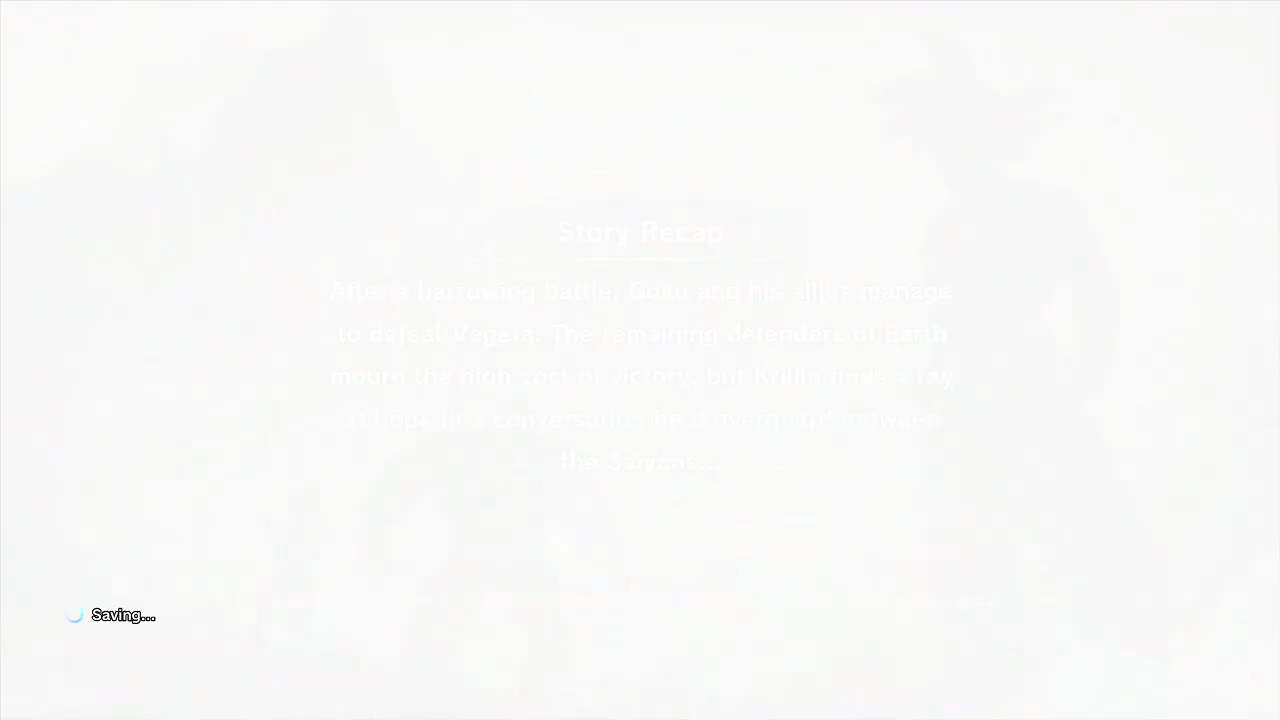 Story Recap
After a harrowing battle, Goku and his allies manage
to defeat Vegeta. The remaining defenders of Earth
mourn the high cost of victory, but Krillin finds a ray
of hope in a conversation he'd overheard between
the Saiyans...
Saving...